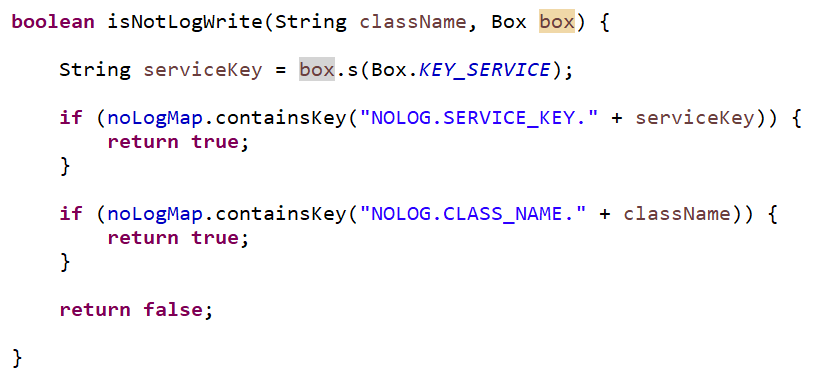 boolean isNotLogWrite(String className, Box box) {
String serviceKey = box.s(Box.KEY_SERVICE);
if (noLogMap.containsKey("NOLOG.SERVICE_KEY." + serviceKey)) {
return true;
}
if (noLogMap.containsKey("NOLOG.CLASS_NAME." + className)) {
return true;
}
return false;
}